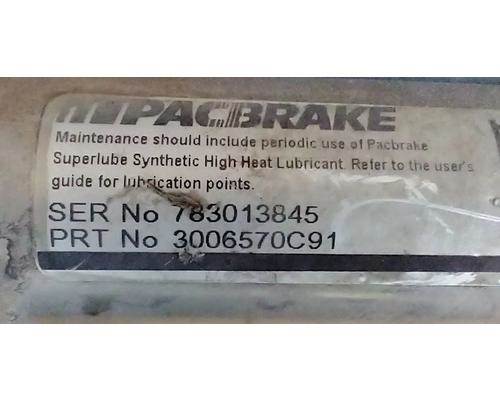 PACBRAKE
Maintenance should include periodic use of Pacbrake
Superlube Synthetic High Heat Lubricant. Refer to the user's
guide for lubrication points.
SER No 783013845
PRT No 3006570C91